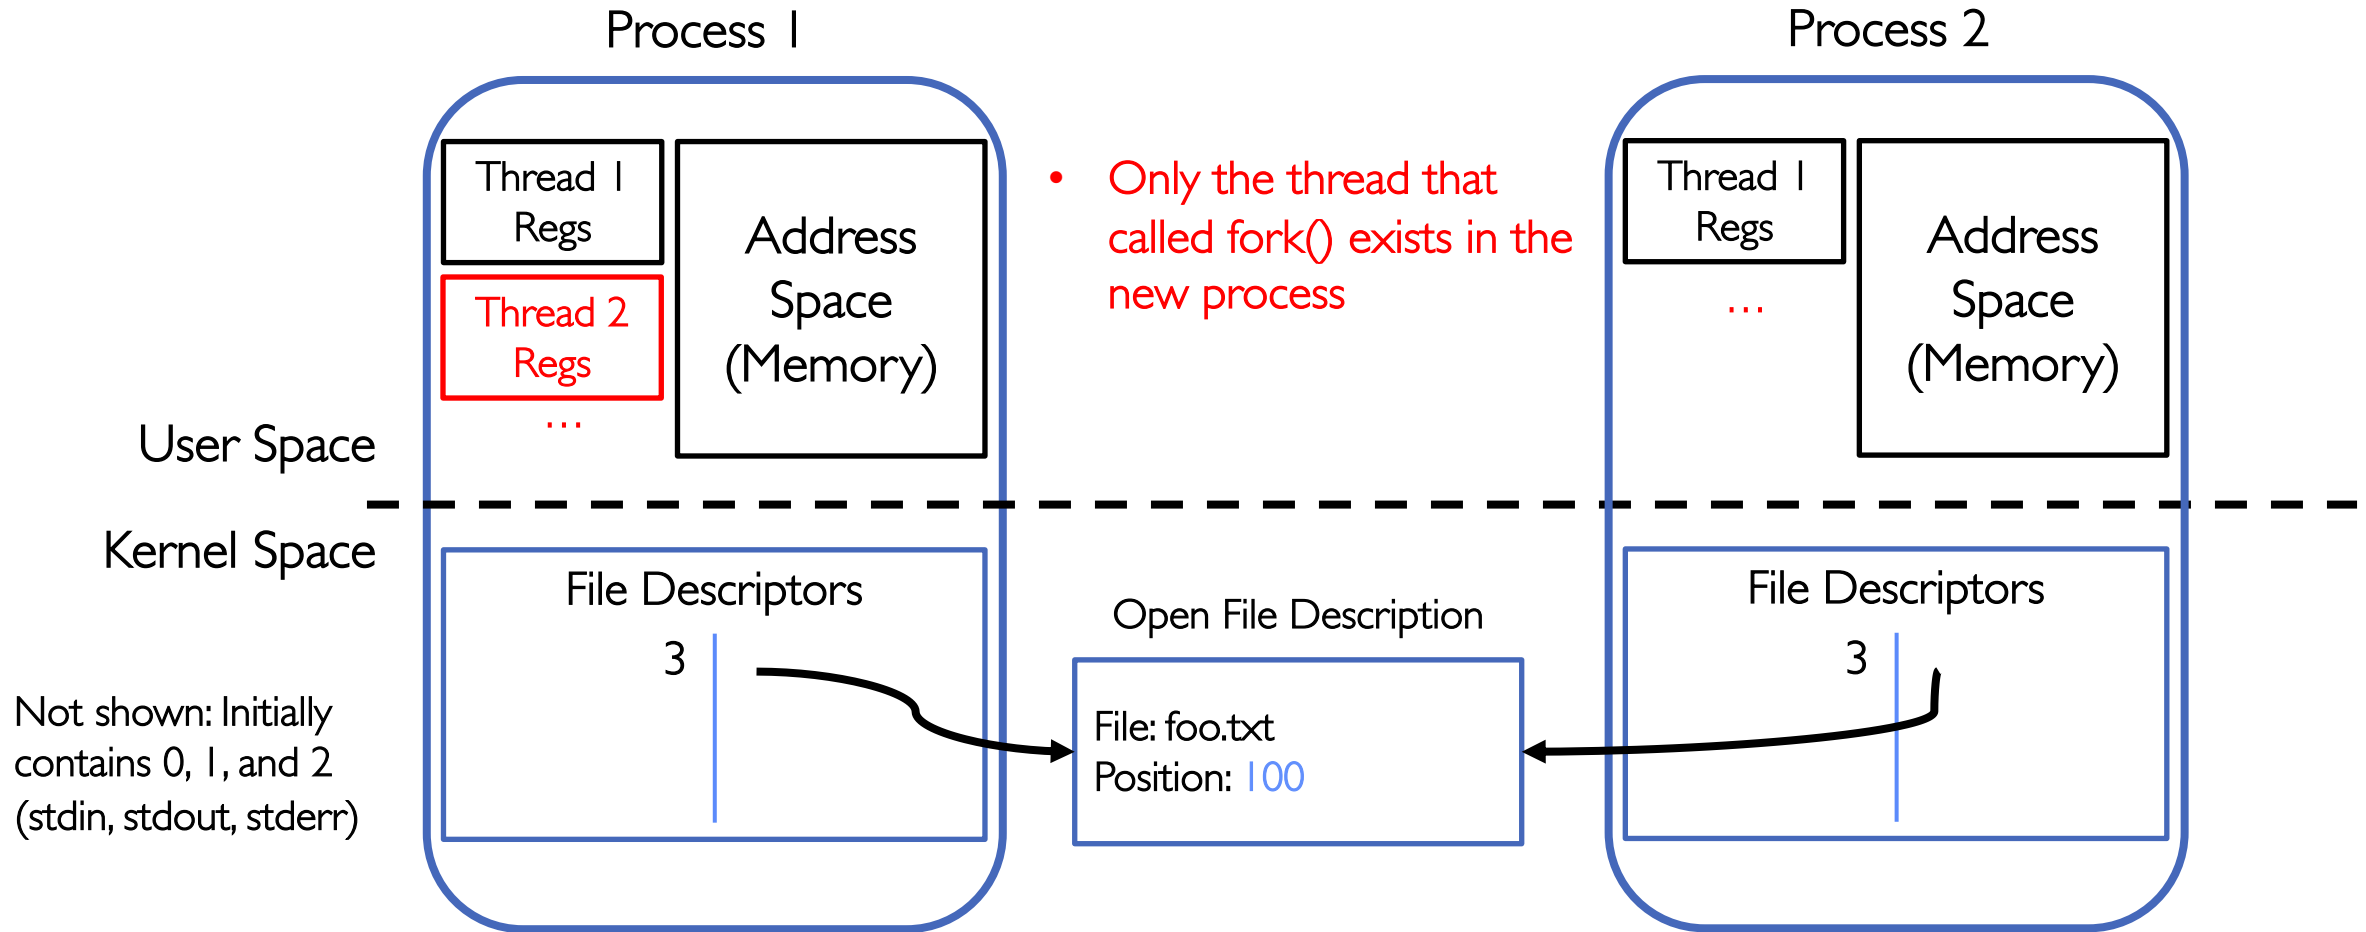 Process 1
Process 2
Thread 1
Regs
Thread 2
Regs
…
Address
Space
(Memory)
• Only the thread that
called fork() exists in the
new process
Thread 1
Regs
…
Address
Space
(Memory)
User Space
Kernel Space
File Descriptors
3
Open File Description
File: foo.txt
Position: 100
File Descriptors
3
Not shown: Initially
contains 0, 1, and 2
(stdin, stdout, stderr)